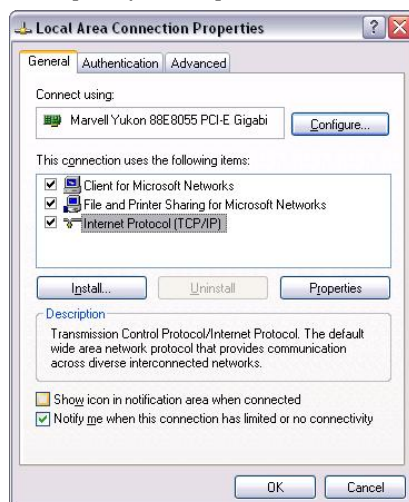 Local Area Connection Properties
General Authentication Advanced
Connect using:
Marvell Yukon 88E8055 PCI-E Gigabi Configure...
This connection uses the following items:
Client for Microsoft Networks
File and Printer Sharing for Microsoft Networks
Internet Protocol (TCP/IP)
Install... Uninstall Properties
Description
Transmission Control Protocol/Internet Protocol. The default
wide area network protocol that provides communication
across diverse interconnected networks.
Show icon in notification area when connected
Notify me when this connection has limited or no connectivity
OK Cancel